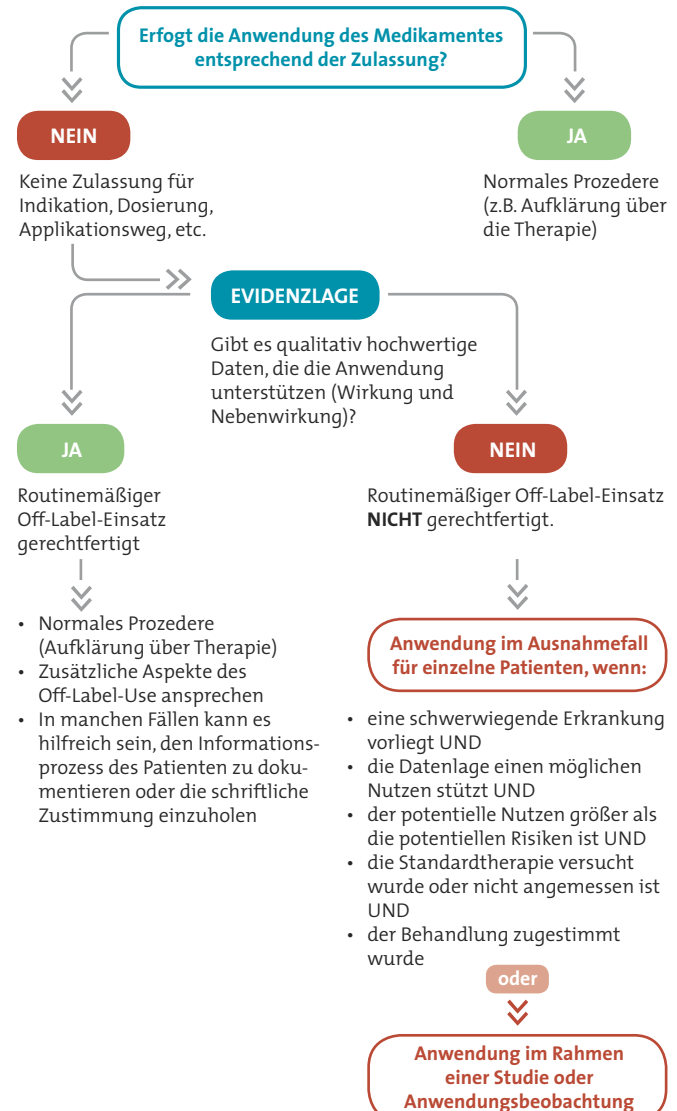 Erfogt die Anwendung des Medikamentes
entsprechend der Zulassung?
NEIN
Keine Zulassung für
Indikation, Dosierung,
Applikationsweg, etc.
JA
Normales Prozedere
(z.B. Aufklärung über
die Therapie)
EVIDENZLAGE
Gibt es qualitativ hochwertige
Daten, die die Anwendung
unterstützen (Wirkung und
Nebenwirkung)?
JA
Routinemäßiger
Off-Label-Einsatz
gerechtfertigt
• Normales Prozedere
(Aufklärung über Therapie)
• Zusätzliche Aspekte des
Off-Label-Use ansprechen
• In manchen Fällen kann es
hilfreich sein, den Informations-
prozess des Patienten zu doku-
mentieren oder die schriftliche
Zustimmung einzuholen
NEIN
Routinemäßiger Off-Label-Einsatz
NICHT gerechtfertigt.
Anwendung im Ausnahmefall
für einzelne Patienten, wenn:
• eine schwerwiegende Erkrankung
vorliegt UND
• die Datenlage einen möglichen
Nutzen stützt UND
• der potentielle Nutzen größer als
die potentiellen Risiken ist UND
• die Standardtherapie versucht
wurde oder nicht angemessen ist
UND
• der Behandlung zugestimmt
wurde
oder
Anwendung im Rahmen
einer Studie oder
Anwendungsbeobachtung